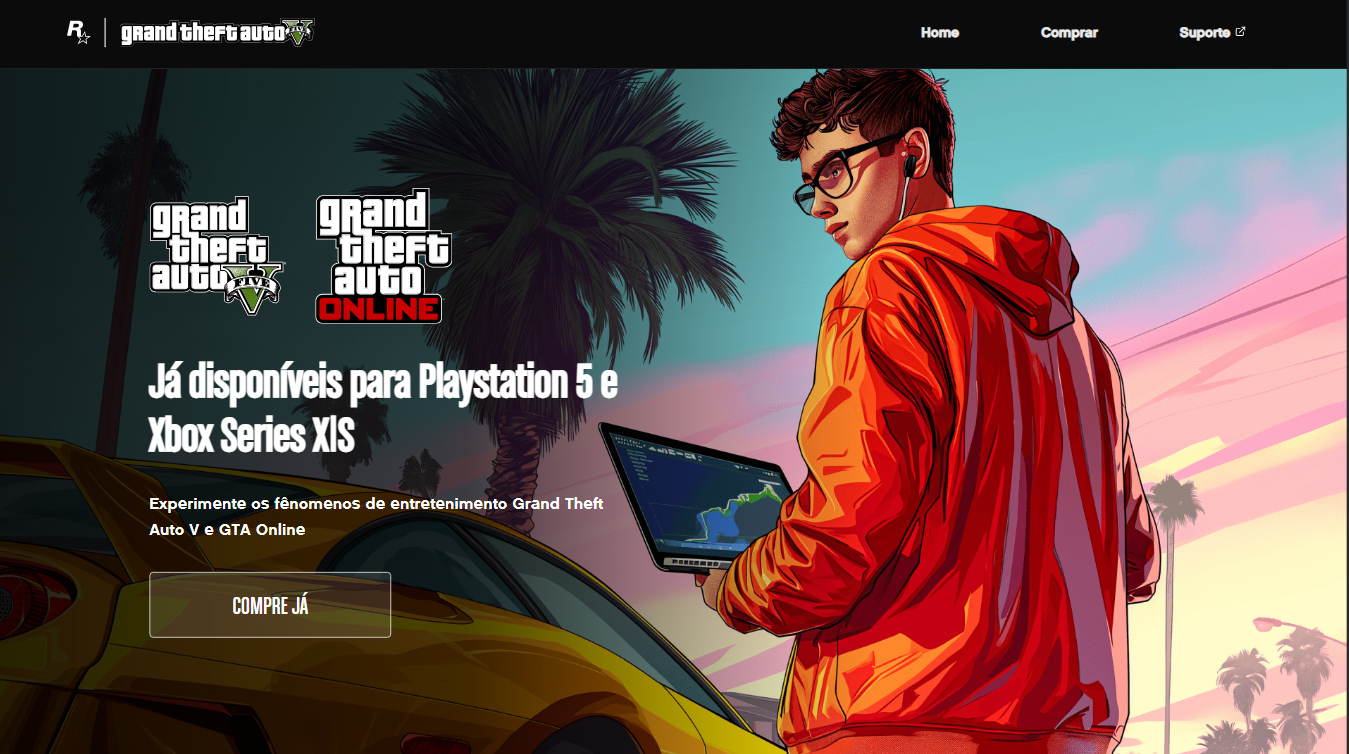 R
grand theft auto FIVE V
Home
Comprar
Suporte
grand
theft
auto V
FIVE
grand
theft
auto
ONLINE
Já disponíveis para Playstation 5 e
Xbox Series X|S
Experimente os fênomenos de entretenimento Grand Theft
Auto V e GTA Online
COMPRE JÁ